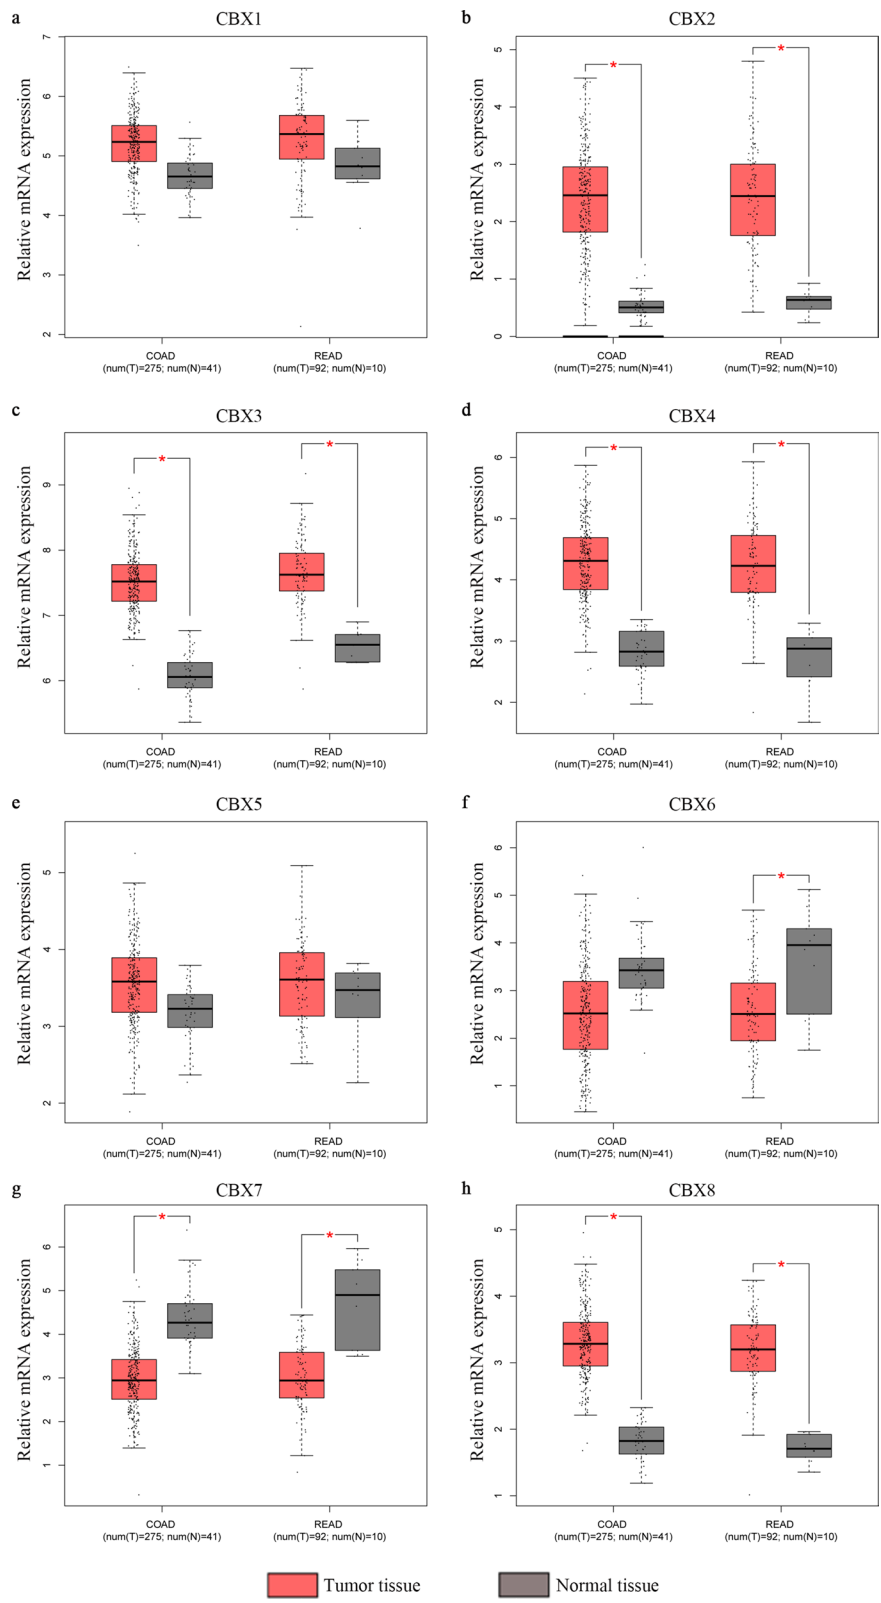 a
CBX1
Relative mRNA expression
7
6
5
4
3
2
COAD
(num(T)=275; num(N)=41)
READ
(num(T)=92; num(N)=10)
b
CBX2
Relative mRNA expression
5
4
3
2
1
0
*
*
COAD
(num(T)=275; num(N)=41)
READ
(num(T)=92; num(N)=10)
c
CBX3
Relative mRNA expression
9
8
7
6
*
*
COAD
(num(T)=275; num(N)=41)
READ
(num(T)=92; num(N)=10)
d
CBX4
Relative mRNA expression
6
5
4
3
2
*
*
COAD
(num(T)=275; num(N)=41)
READ
(num(T)=92; num(N)=10)
e
CBX5
Relative mRNA expression
5
4
3
2
COAD
(num(T)=275; num(N)=41)
READ
(num(T)=92; num(N)=10)
f
CBX6
Relative mRNA expression
6
5
4
3
2
1
*
COAD
(num(T)=275; num(N)=41)
READ
(num(T)=92; num(N)=10)
g
CBX7
Relative mRNA expression
6
5
4
3
2
1
*
*
COAD
(num(T)=275; num(N)=41)
READ
(num(T)=92; num(N)=10)
h
CBX8
Relative mRNA expression
5
4
3
2
1
*
*
COAD
(num(T)=275; num(N)=41)
READ
(num(T)=92; num(N)=10)
Tumor tissue
Normal tissue